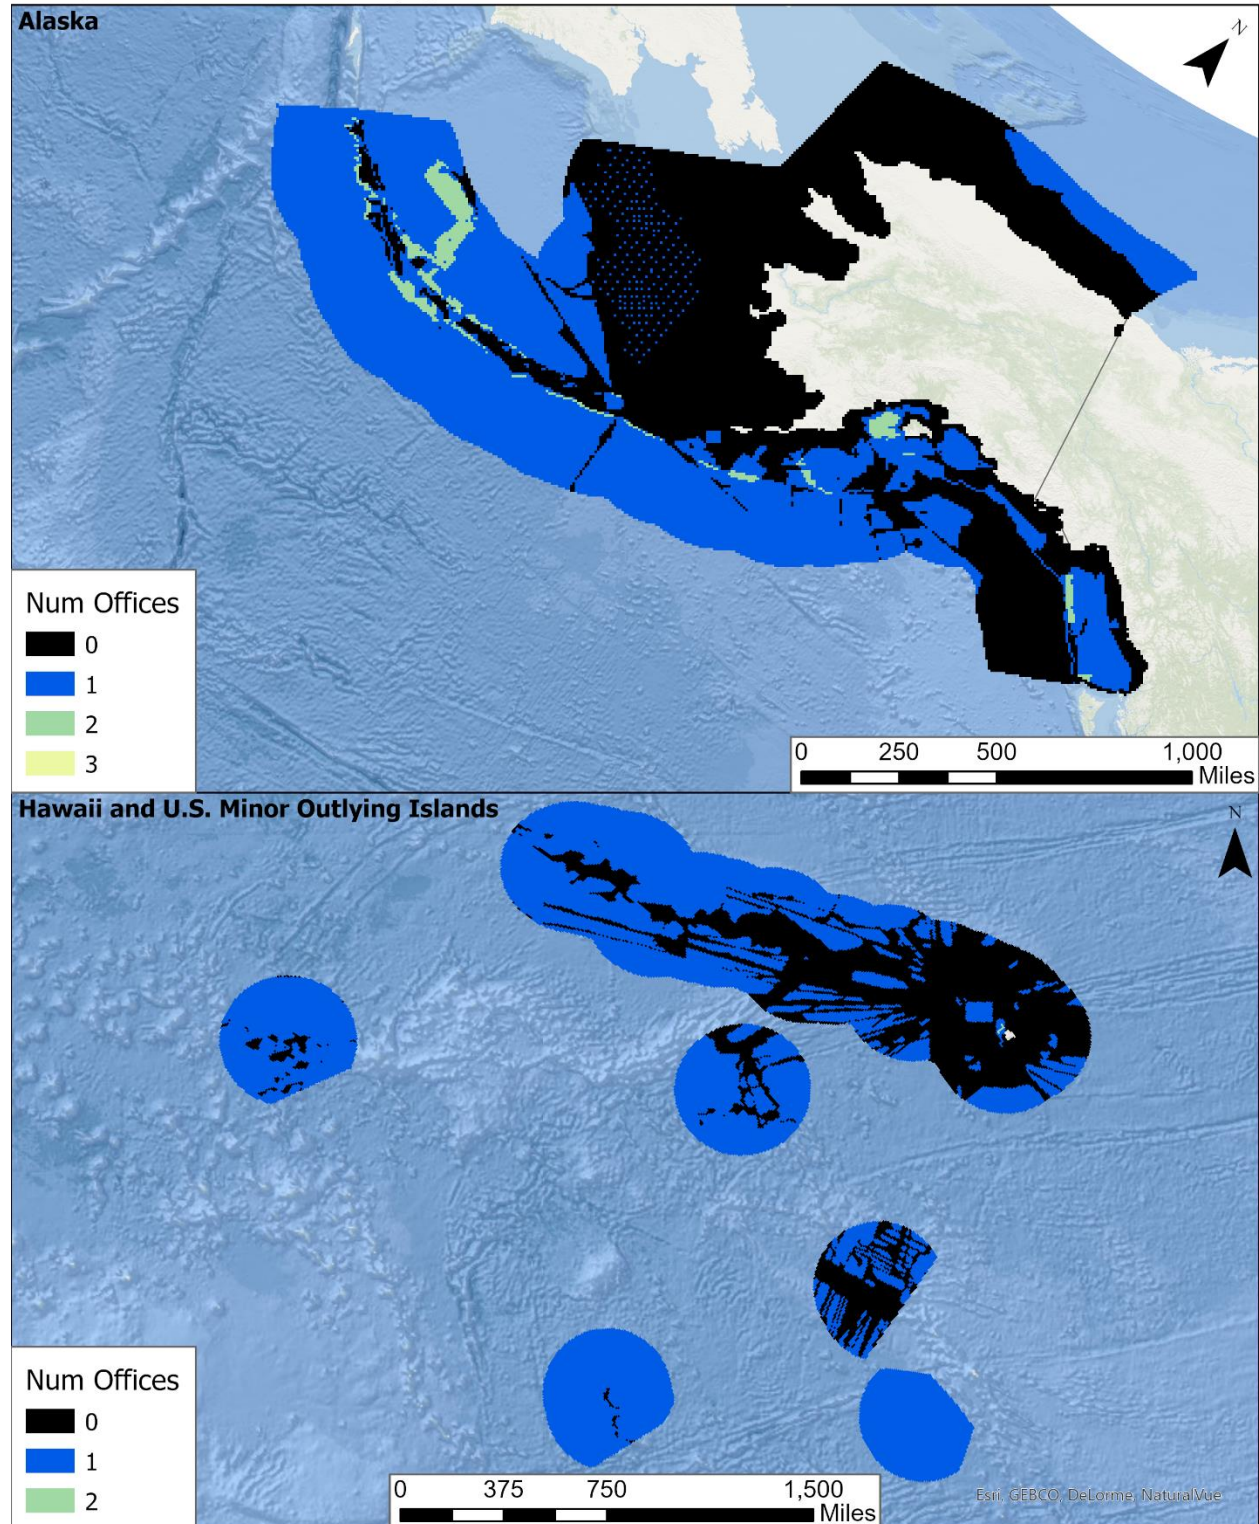 Alaska
N
Num Offices
0
1
2
3
0 250 500 1,000
Miles
Hawaii and U.S. Minor Outlying Islands
N
Num Offices
0
1
2
0 375 750 1,500
Miles
Esri, GEBCO, DeLorme, NaturalVue